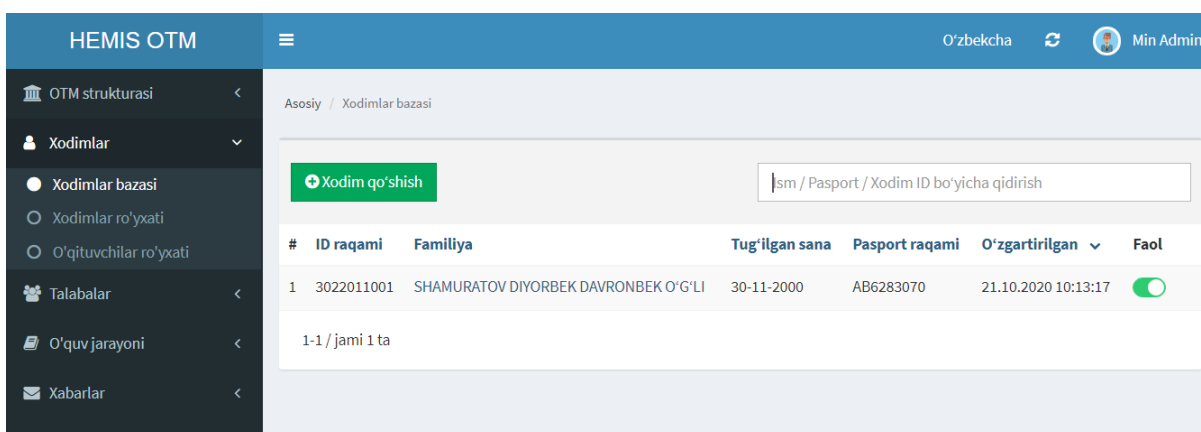 HEMIS OTM
O'zbekcha
Min Admin
OTM strukturasi
Xodimlar
Xodimlar bazasi
Xodimlar ro'yxati
O'qituvchilar ro'yxati
Talabalar
O'quv jarayoni
Xabarlar
Asosiy / Xodimlar bazasi
Xodim qo‘shish
Ism / Pasport / Xodim ID bo‘yicha qidirish
# ID raqami Familiya Tug‘ilgan sana Pasport raqami O‘zgartirilgan Faol
1 3022011001 SHAMURATOV DIYORBEK DAVRONBEK O‘G‘LI 30-11-2000 AB6283070 21.10.2020 10:13:17
1-1 / jami 1 ta